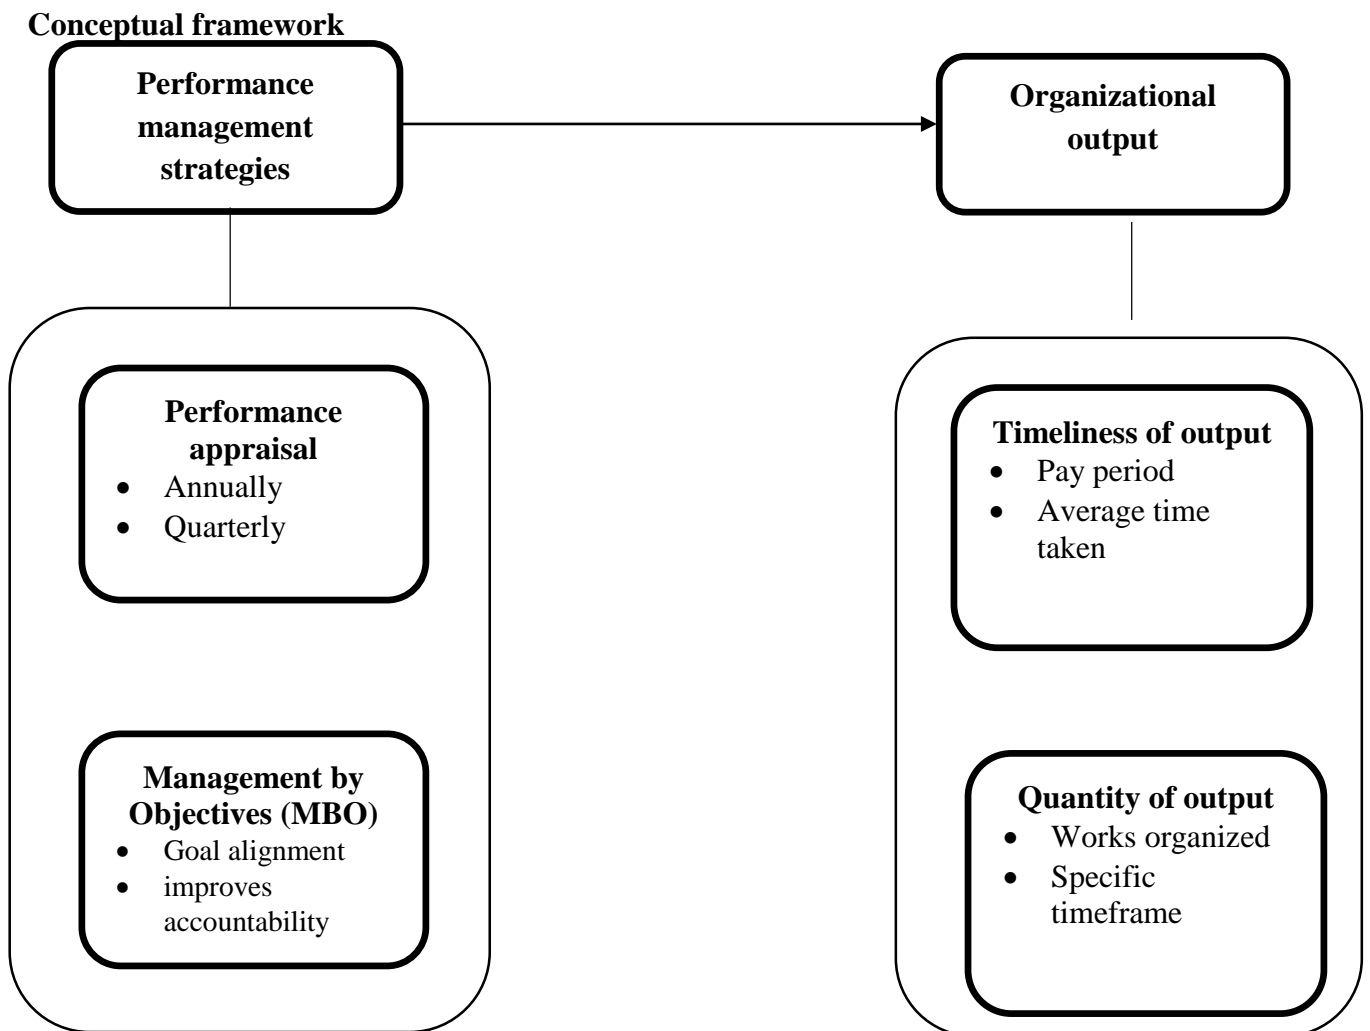 Conceptual framework
Performance
management
strategies
Organizational
output
Performance
appraisal
• Annually
• Quarterly
Timeliness of output
• Pay period
• Average time
taken
Management by
Objectives (MBO)
• Goal alignment
• improves
accountability
Quantity of output
• Works organized
• Specific
timeframe